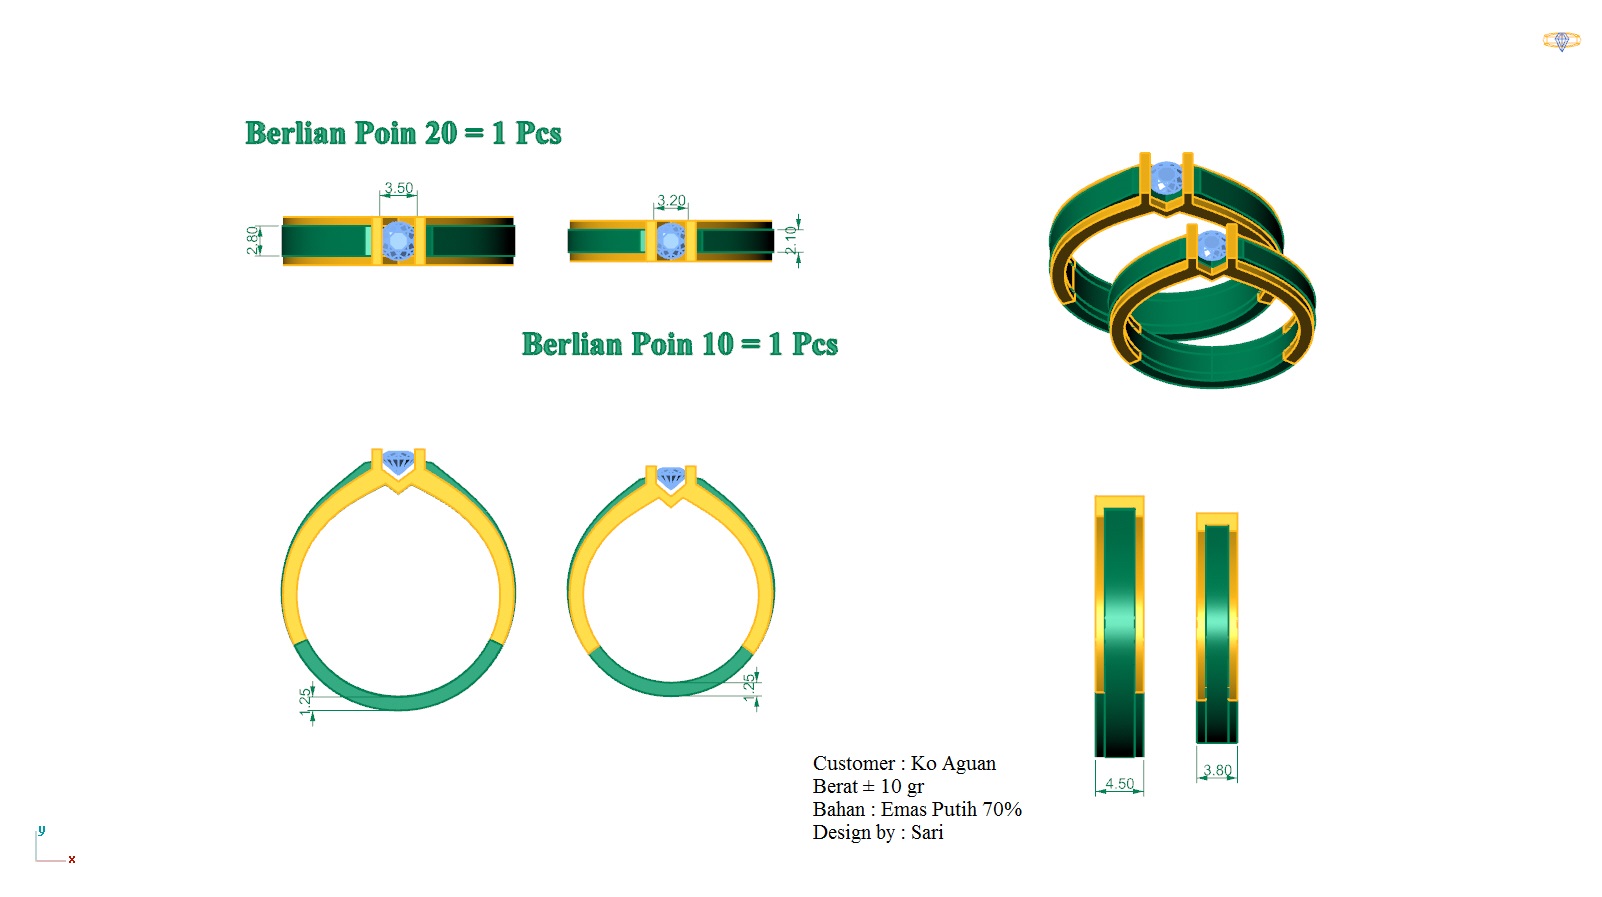 Berlian Poin 20 = 1 Pcs
3.50
3.20
2.80
2.10
Berlian Poin 10 = 1 Pcs
1.25
1.25
4.50
3.80
Customer : Ko Aguan
Berat ± 10 gr
Bahan : Emas Putih 70%
Design by : Sari
y
x